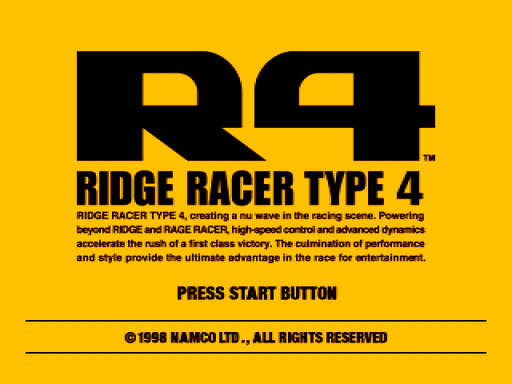 R4™
RIDGE RACER TYPE 4
RIDGE RACER TYPE 4, creating a nu wave in the racing scene. Powering
beyond RIDGE and RAGE RACER, high-speed control and advanced dynamics
accelerate the rush of a first class victory. The culmination of performance
and style provide the ultimate advantage in the race for entertainment.
PRESS START BUTTON
©1998 NAMCO LTD., ALL RIGHTS RESERVED